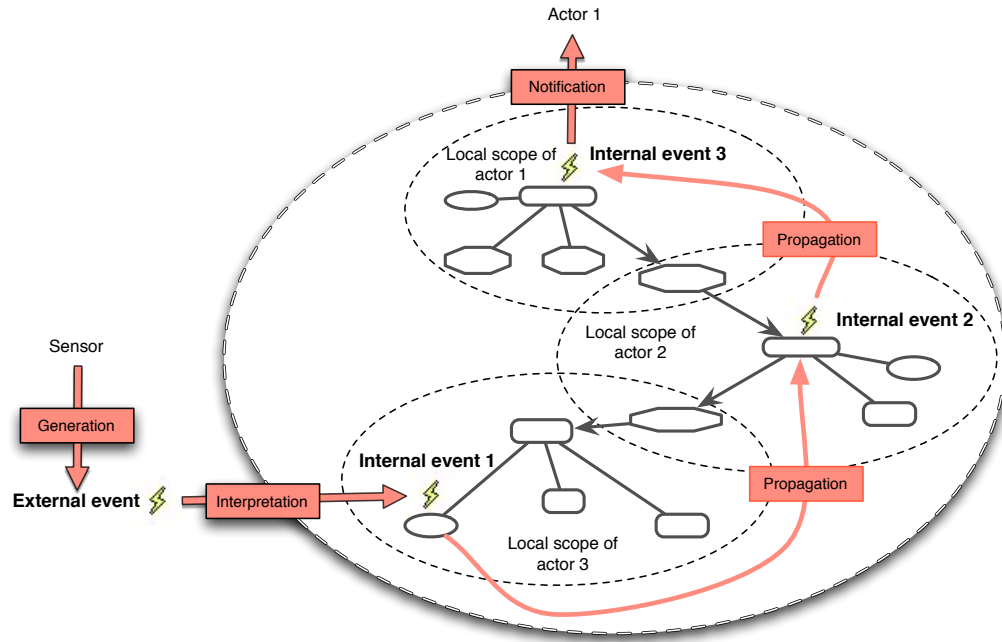 Actor 1
Notification
Local scope of
actor 1
Internal event 3
Propagation
Local scope of
actor 2
Internal event 2
Sensor
Generation
External event
Interpretation
Internal event 1
Propagation
Local scope of
actor 3